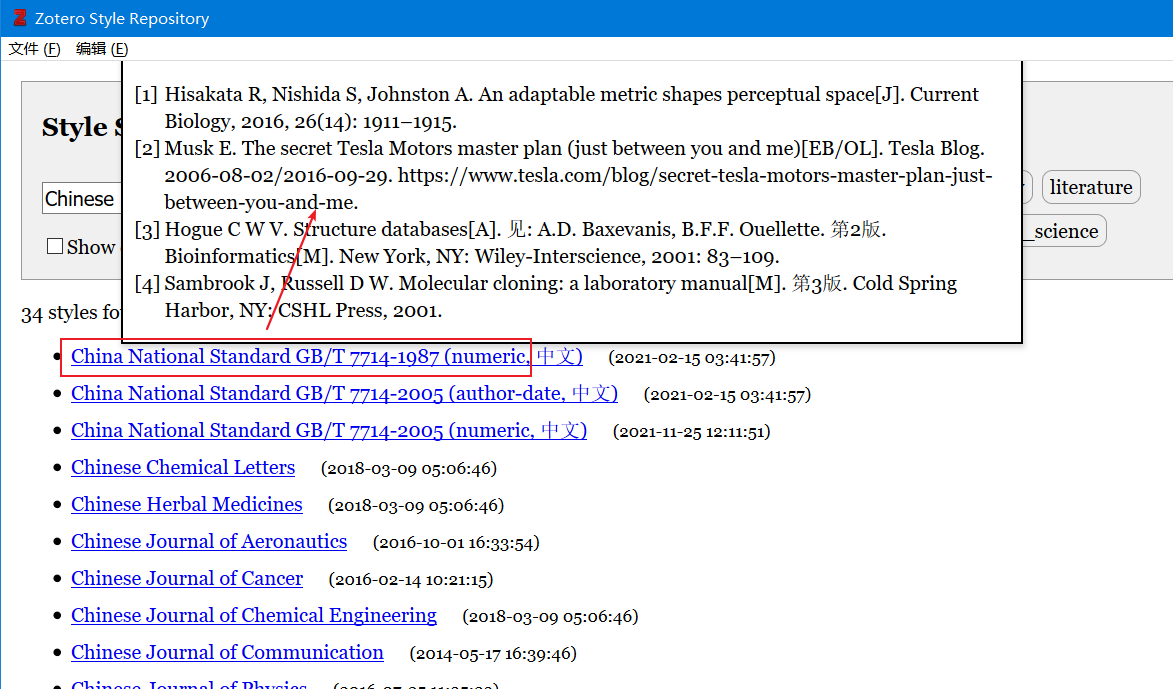 Zotero Style Repository
文件 (F) 编辑 (E)
[1] Hisakata R, Nishida S, Johnston A. An adaptable metric shapes perceptual space[J]. Current
Biology, 2016, 26(14): 1911–1915.
[2] Musk E. The secret Tesla Motors master plan (just between you and me)[EB/OL]. Tesla Blog.
2006-08-02/2016-09-29. https://www.tesla.com/blog/secret-tesla-motors-master-plan-just-
between-you-and-me.
[3] Hogue C W V. Structure databases[A]. 见: A.D. Baxevanis, B.F.F. Ouellette. 第2版.
Bioinformatics[M]. New York, NY: Wiley-Interscience, 2001: 83–109.
[4] Sambrook J, Russell D W. Molecular cloning: a laboratory manual[M]. 第3版. Cold Spring
Harbor, NY: CSHL Press, 2001.
Style S
Chinese
literature
Show
_science
34 styles fo
China National Standard GB/T 7714-1987 (numeric, 中文) (2021-02-15 03:41:57)
China National Standard GB/T 7714-2005 (author-date, 中文) (2021-02-15 03:41:57)
China National Standard GB/T 7714-2005 (numeric, 中文) (2021-11-25 12:11:51)
Chinese Chemical Letters (2018-03-09 05:06:46)
Chinese Herbal Medicines (2018-03-09 05:06:46)
Chinese Journal of Aeronautics (2016-10-01 16:33:54)
Chinese Journal of Cancer (2016-02-14 10:21:15)
Chinese Journal of Chemical Engineering (2018-03-09 05:06:46)
Chinese Journal of Communication (2014-05-17 16:39:46)
Chinese Journal of Physics